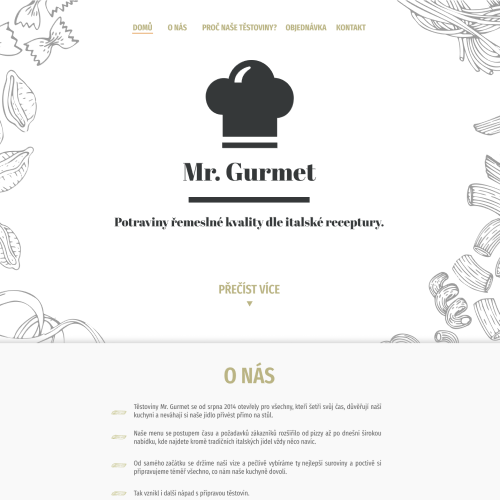 DOMŮ O NÁS PROČ NAŠE TĚSTOVINY? OBJEDNÁVKA KONTAKT
Mr. Gurmet
Potraviny řemeslné kvality dle italské receptury.
PŘEČÍST VÍCE
O NÁS
Těstoviny Mr. Gurmet se od srpna 2014 otevřely pro všechny, kteří šetří svůj čas, důvěřují naší
kuchyni a neváhají si naše jídlo přivést přímo na stůl.
Naše menu se postupem času a požadavků zákazníků rozšířilo od pizzy až po dnešní širokou
nabídku, kde najdete kromě tradičních italských jídel vždy něco navíc.
Od samého začátku se držíme naší vize a pečlivě vybíráme ty nejlepší suroviny a poctivě si
připravujeme téměř všechno, co nám naše kuchyně dovolí.
Tak vznikl i další nápad s přípravou těstovin.